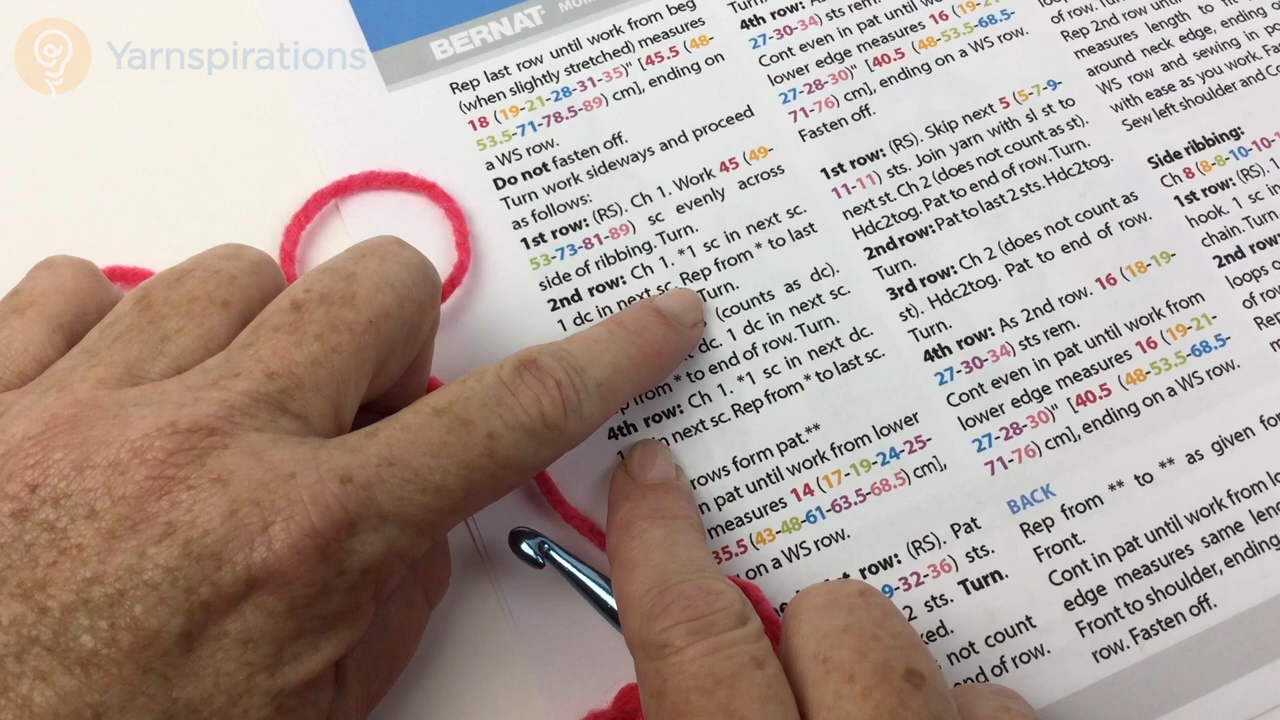 Yarnspirations
BERNAT
Rep last row until work from beg
(when slightly stretched) measures
18 (19-21-28-31-35)" [45.5 (48-
53.5-71-78.5-89) cm], ending on
a WS row.
Do not fasten off.
Turn work sideways and proceed
as follows:
1st row: (RS). Ch 1. Work 45 (49-
53-73-81-89) sc evenly across
side of ribbing. Turn.
2nd row: Ch 1. *1 sc in next sc.
1 dc in next sc. Rep from * to last
Turn.
(counts as dc).
dc. 1 dc in next sc.
from * to end of row. Turn.
4th row: Ch 1. *1 sc in next dc.
1 in next sc. Rep from * to last sc.
rows form pat.**
pat until work from lower
measures 14 (17-19-24-25-
35.5 (43-48-61-63.5-68.5) cm],
on a WS row.
row: (RS). Pat
9-32-36) sts.
2 sts. Turn.
not count
end of row.
Turn.
4th row:
27-30-34) sts rem.
Cont even in pat until
lower edge measures 16 (19-21-
27-28-30)" [40.5 (48-53.5-68.5-
71-76) cm], ending on a WS row.
Fasten off.
1st row: (RS). Skip next 5 (5-7-9-
11-11) sts. Join yarn with sl st to
next st. Ch 2 (does not count as st).
Hdc2tog. Pat to end of row. Turn.
2nd row: Pat to last 2 sts. Hdc2tog.
Turn.
3rd row: Ch 2 (does not count as
st). Hdc2tog. Pat to end of row.
Turn.
4th row: As 2nd row. 16 (18-19-
27-30-34) sts rem.
Cont even in pat until work from
lower edge measures 16 (19-21-
27-28-30)" [40.5 (48-53.5-68.5-
71-76) cm], ending on a WS row.
BACK
Rep from ** to ** as given for
Front.
Cont in pat until work from
edge measures same
Front to shoulder, ending
row. Fasten off.
of row. Turn.
Rep 2nd row
measures length to
around neck edge, ending
WS row and sewing in
with ease as you work.
Sew left shoulder and
Side ribbing:
Ch 8 (8-8-10-10-
1st row: (RS).
hook. 1 sc in
chain. Turn.
2nd row:
loops
of row
Rep